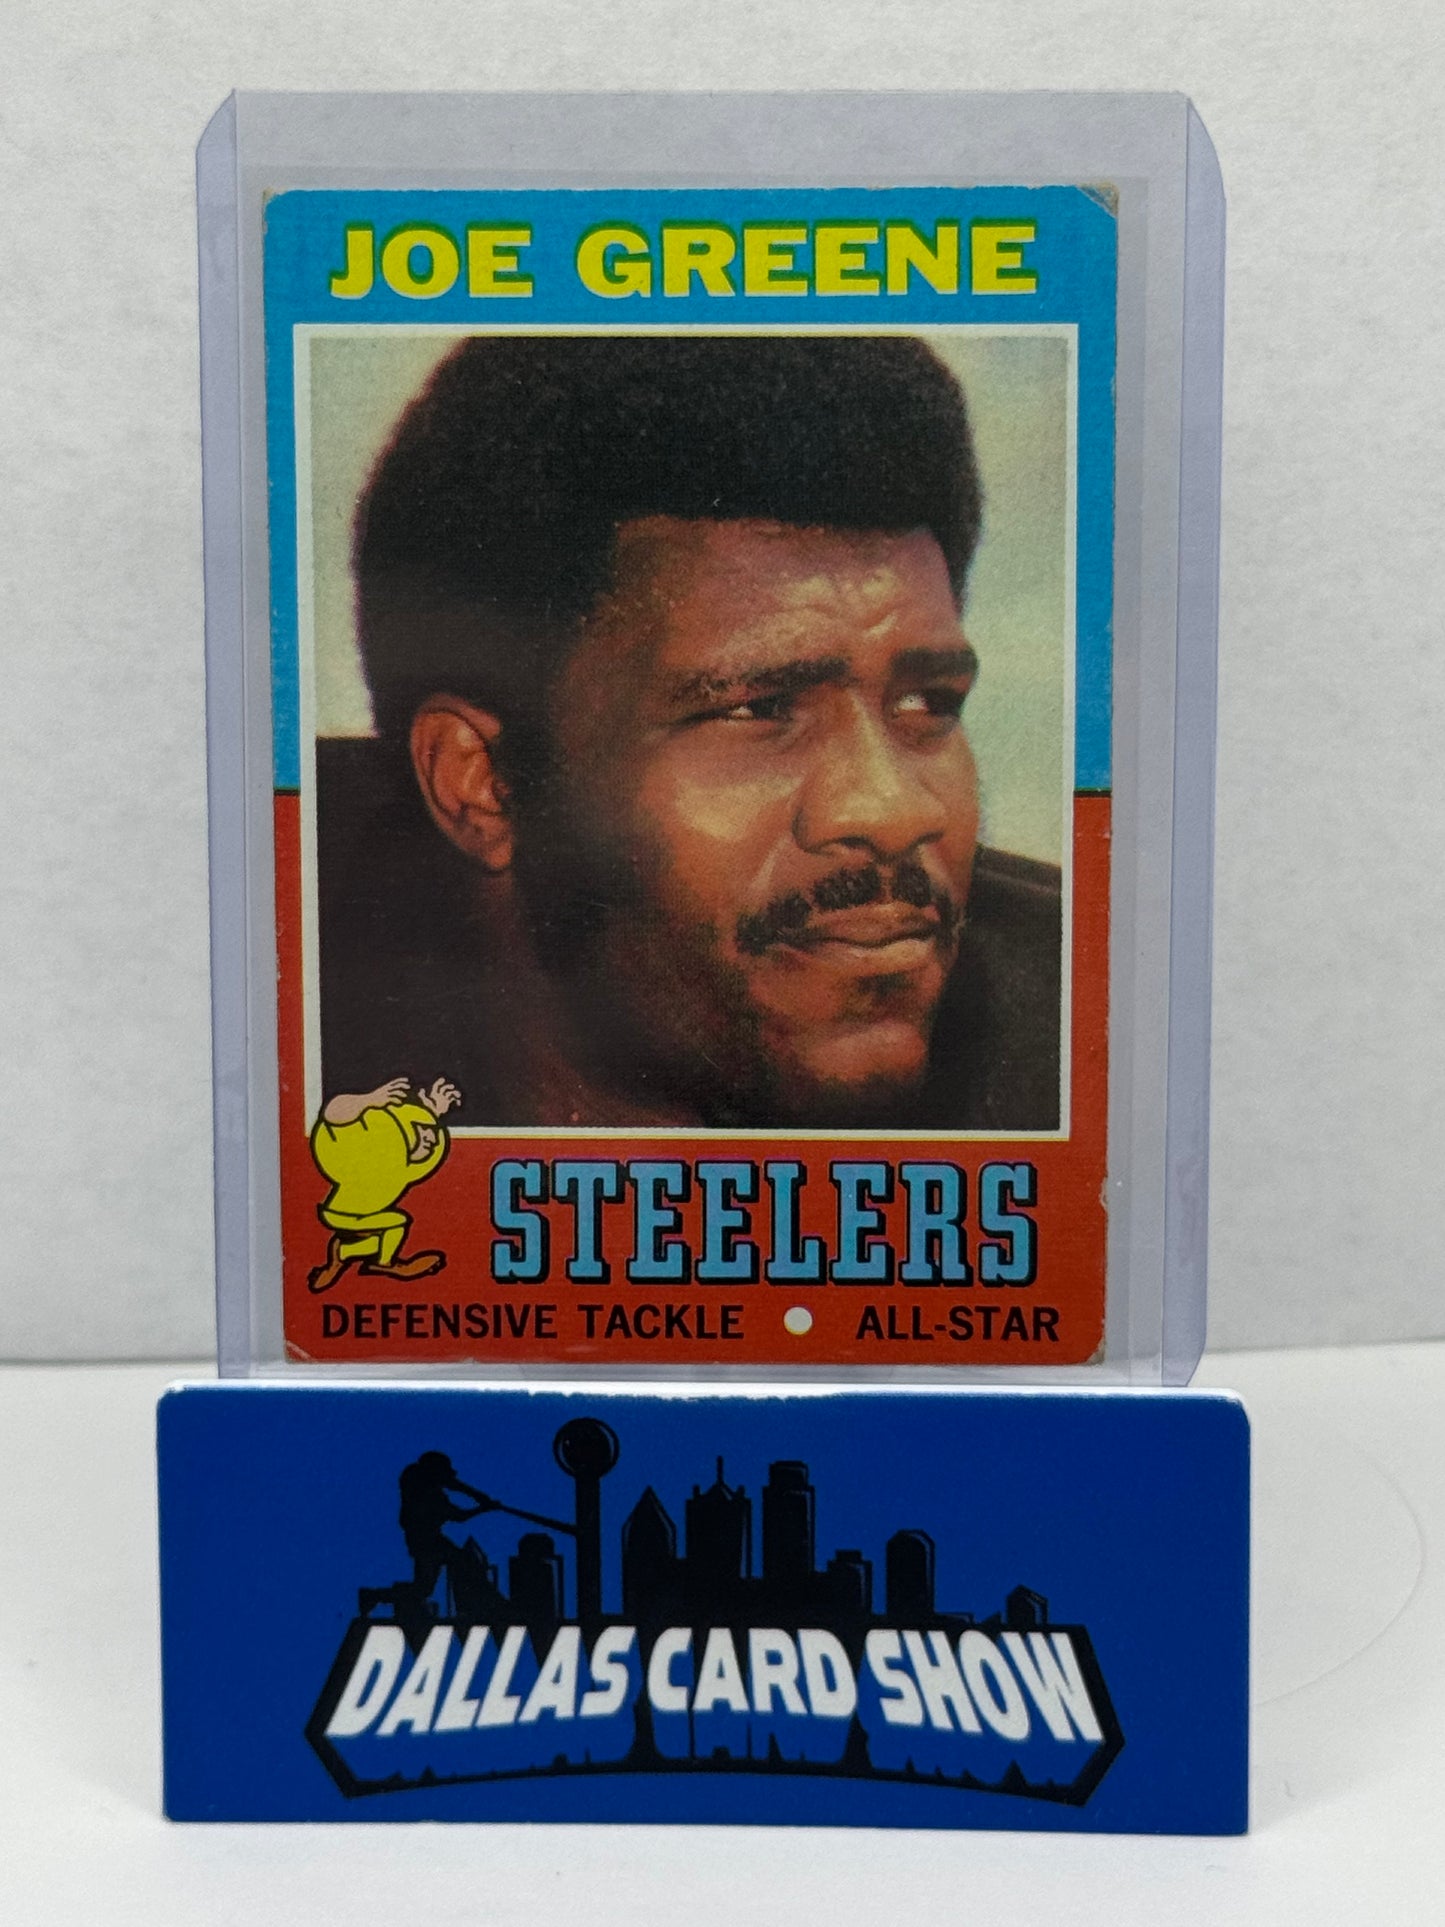 JOE GREENE
STEELERS
DEFENSIVE TACKLE ● ALL-STAR
DALLAS CARD SHOW